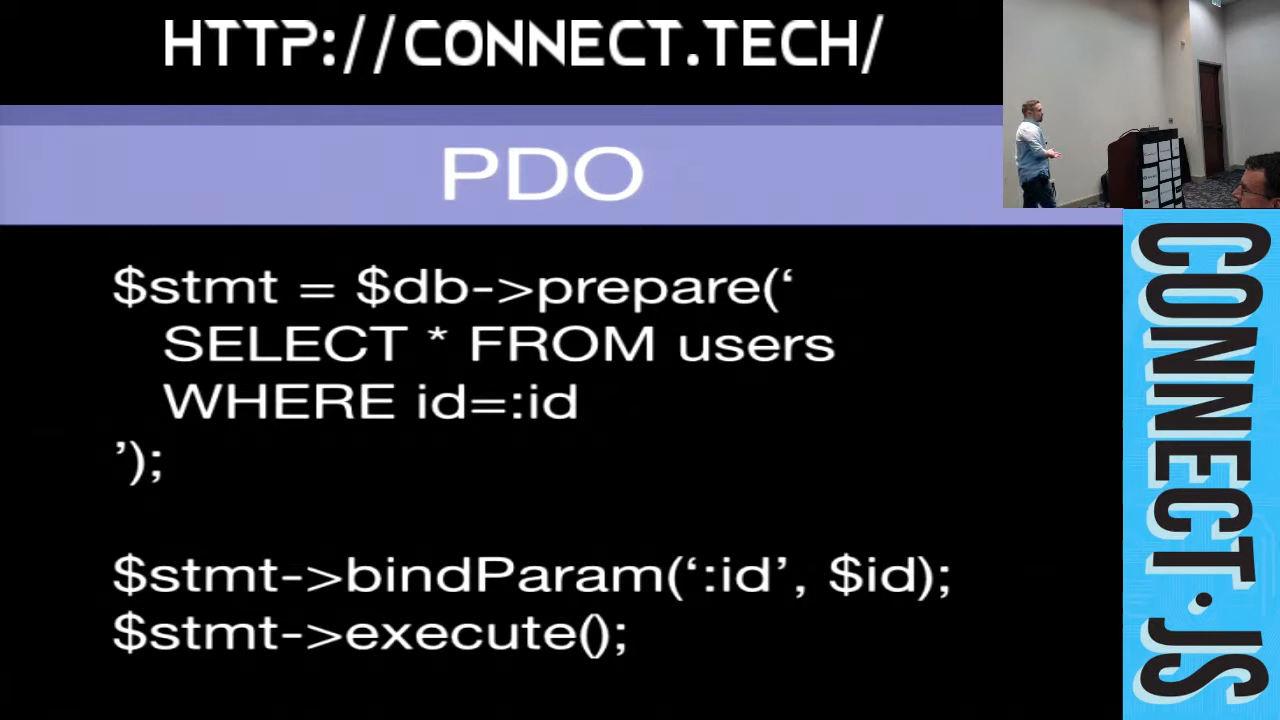 HTTP://CONNECT.TECH/
PDO
$stmt = $db->prepare(‘
SELECT * FROM users
WHERE id=:id
’);
$stmt->bindParam(‘:id’, $id);
$stmt->execute();
CONNECT.JS